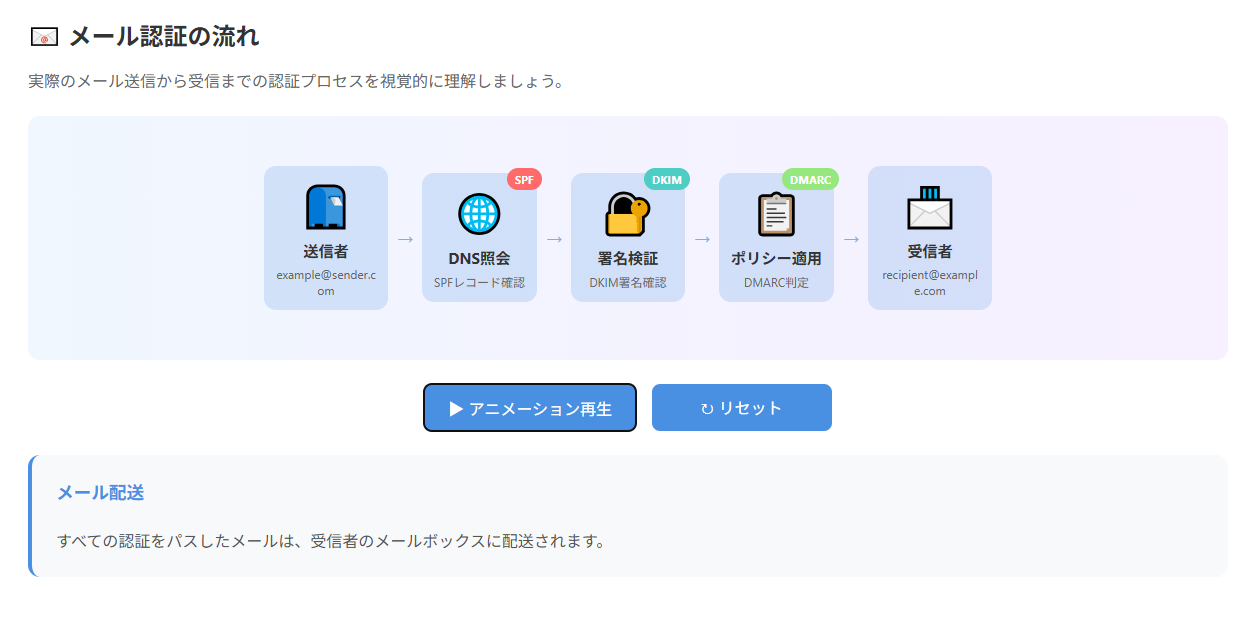 メール認証の流れ
実際のメール送信から受信までの認証プロセスを視覚的に理解しましょう。
送信者
example@sender.c
om
→
SPF
DNS照会
SPFレコード確認
→
DKIM
署名検証
DKIM署名確認
→
DMARC
ポリシー適用
DMARC判定
→
受信者
recipient@exampl
e.com
▶ アニメーション再生
↻ リセット
メール配送
すべての認証をパスしたメールは、受信者のメールボックスに配送されます。